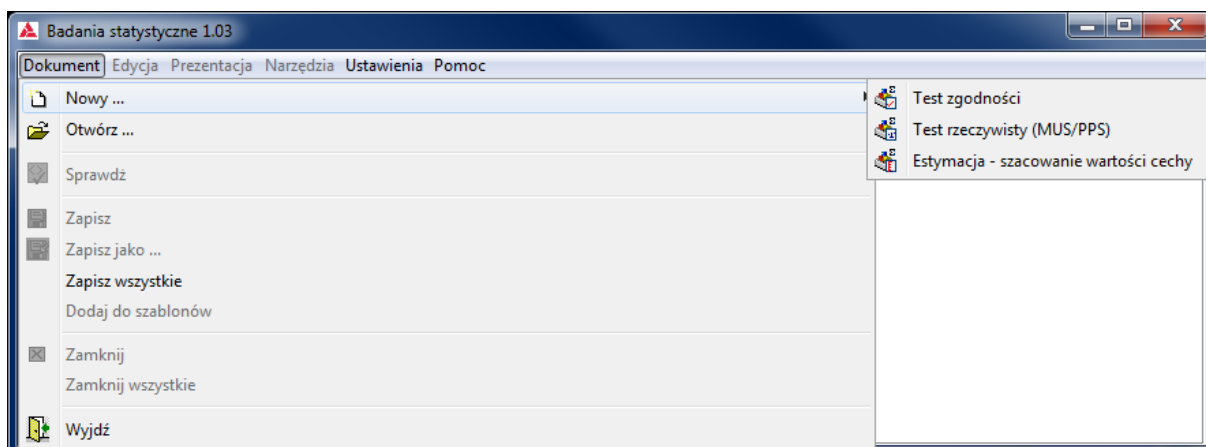 Badania statystyczne 1.03
Dokument Edycja Prezentacja Narzędzia Ustawienia Pomoc
Nowy ...
Otwórz ...
Sprawdź
Zapisz
Zapisz jako ...
Zapisz wszystkie
Dodaj do szablonów
Zamknij
Zamknij wszystkie
Wyjdź
Test zgodności
Test rzeczywisty (MUS/PPS)
Estymacja - szacowanie wartości cechy